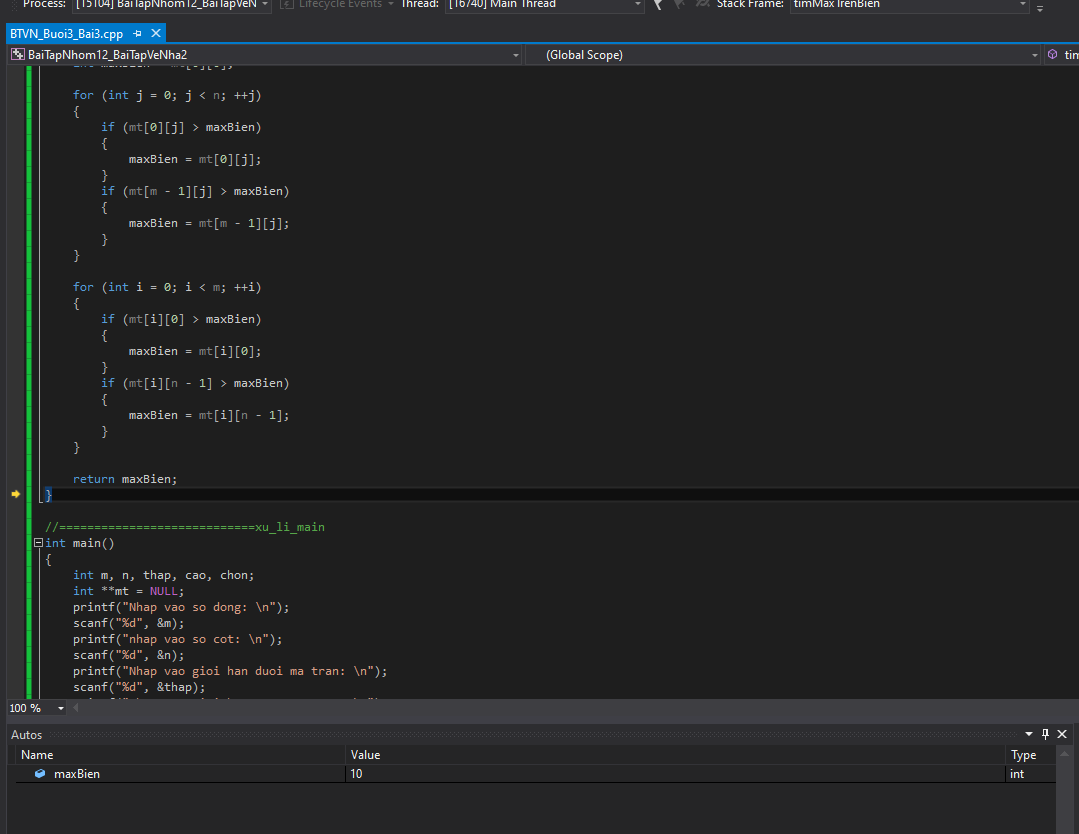 Process: [15104] BaiTapNhom12_BaiTapVeN Lifecycle Events Thread: [16740] Main Thread Stack Frame: timMaxTrenBien
BTVN_Buoi3_Bai3.cpp
BaiTapNhom12_BaiTapVeNha2 (Global Scope) tim
int maxBien = mt[0][0];
for (int j = 0; j < n; ++j)
{
if (mt[0][j] > maxBien)
{
maxBien = mt[0][j];
}
if (mt[m - 1][j] > maxBien)
{
maxBien = mt[m - 1][j];
}
}
for (int i = 0; i < m; ++i)
{
if (mt[i][0] > maxBien)
{
maxBien = mt[i][0];
}
if (mt[i][n - 1] > maxBien)
{
maxBien = mt[i][n - 1];
}
}
return maxBien;
}
//============================xu_li_main
int main()
{
int m, n, thap, cao, chon;
int **mt = NULL;
printf("Nhap vao so dong: \n");
scanf("%d", &m);
printf("nhap vao so cot: \n");
scanf("%d", &n);
printf("Nhap vao gioi han duoi ma tran: \n");
scanf("%d", &thap);
100 %
Autos
Name Value Type
maxBien 10 int